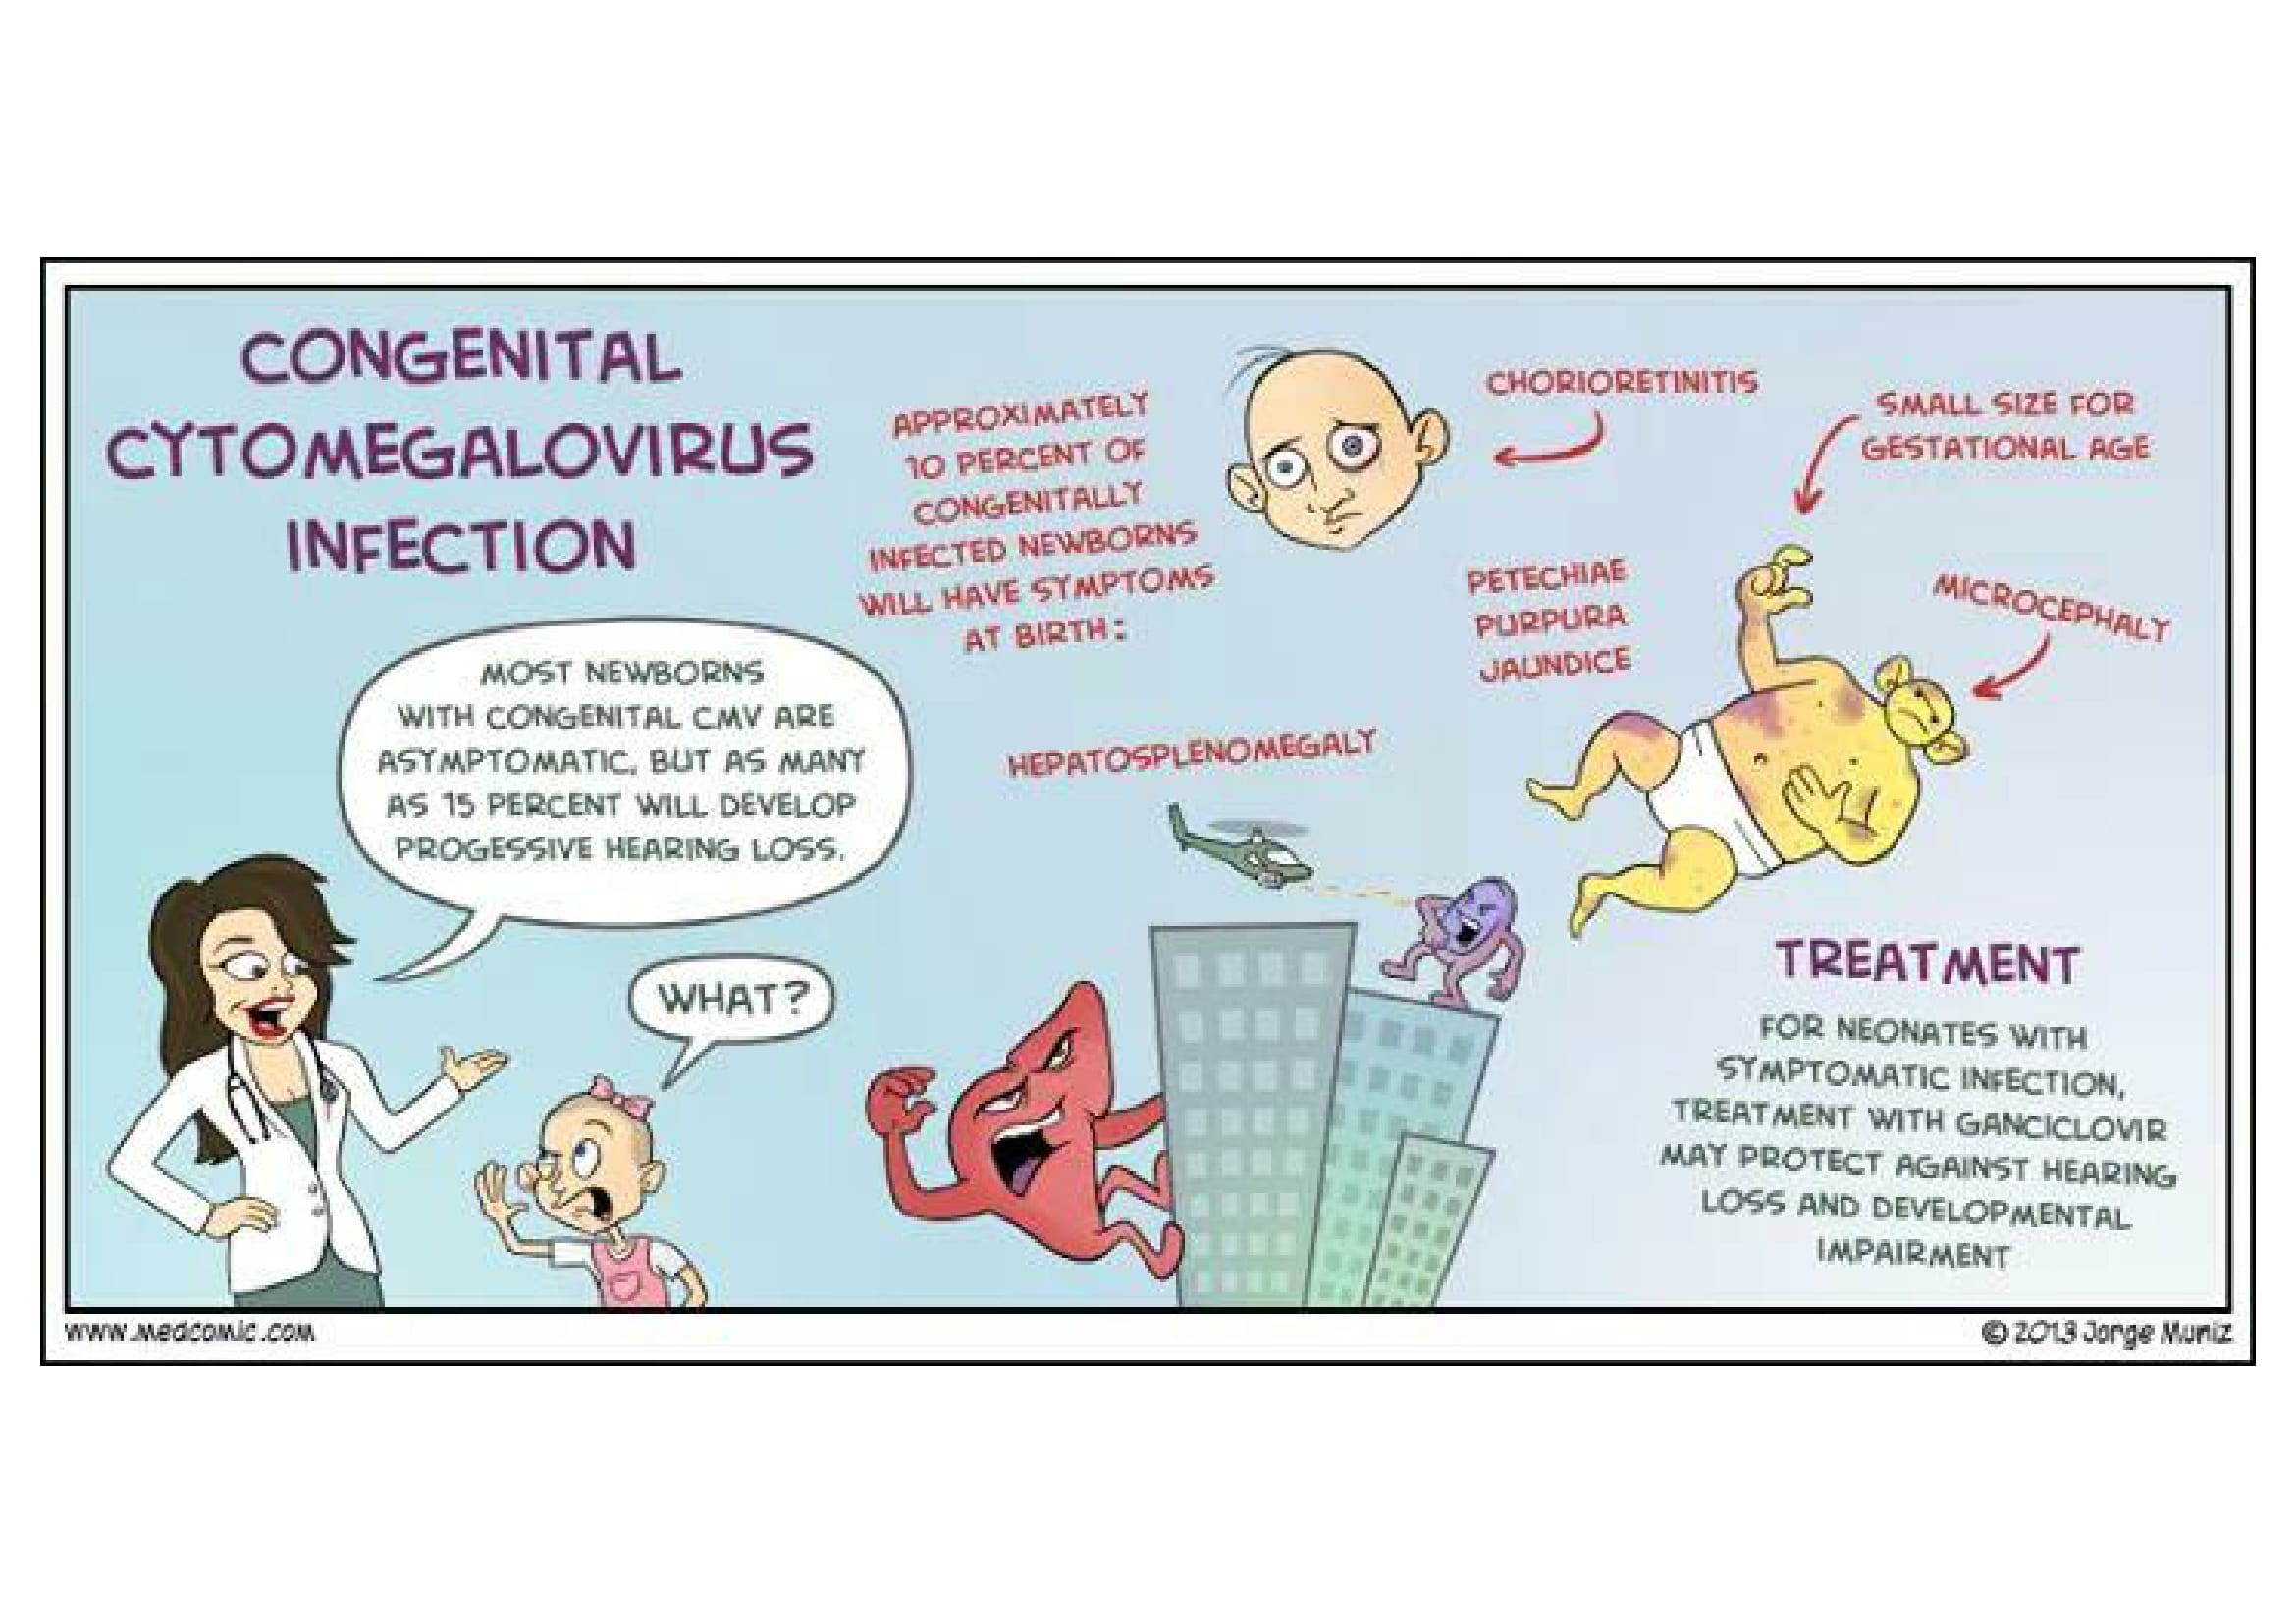 CONGENITAL
CYTOMEGALOVIRUS
INFECTION
MOST NEWBORNS
WITH CONGENITAL CMV ARE
ASYMPTOMATIC, BUT AS MANY
AS 15 PERCENT WILL DEVELOP
PROGESSIVE HEARING LOSS.
WHAT?
APPROXIMATELY
10 PERCENT OF
CONGENITALLY
INFECTED NEWBORNS
WILL HAVE SYMPTOMS
AT BIRTH:
CHORIORETINITIS
SMALL SIZE FOR
GESTATIONAL AGE
PETECHIAE
PURPURA
JAUNDICE
MICROCEPHALY
HEPATOSPLENOMEGALY
TREATMENT
FOR NEONATES WITH
SYMPTOMATIC INFECTION,
TREATMENT WITH GANCICLOVIR
MAY PROTECT AGAINST HEARING
LOSS AND DEVELOPMENTAL
IMPAIRMENT
www.medcomic.com
© 2013 Jorge Muniz